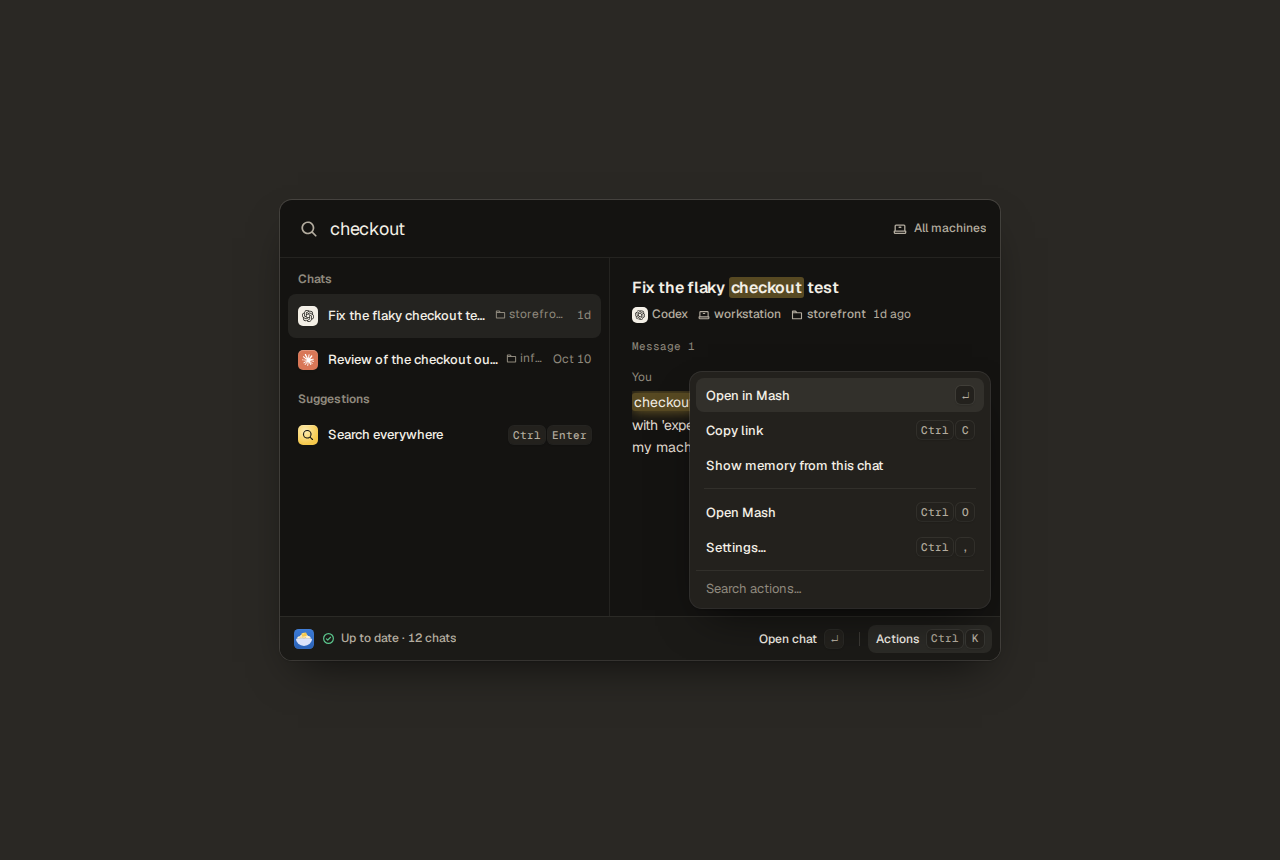 checkout
All machines
Chats
Fix the flaky checkout te… storefro… 1d
Review of the checkout ou… inf… Oct 10
Suggestions
Search everywhere Ctrl Enter
Fix the flaky checkout test
Codex workstation storefront 1d ago
Message 1
You
checkout
with 'expe
my mach
Open in Mash
Copy link Ctrl C
Show memory from this chat
Open Mash Ctrl O
Settings… Ctrl ,
Search actions…
Up to date · 12 chats
Open chat
Actions Ctrl K